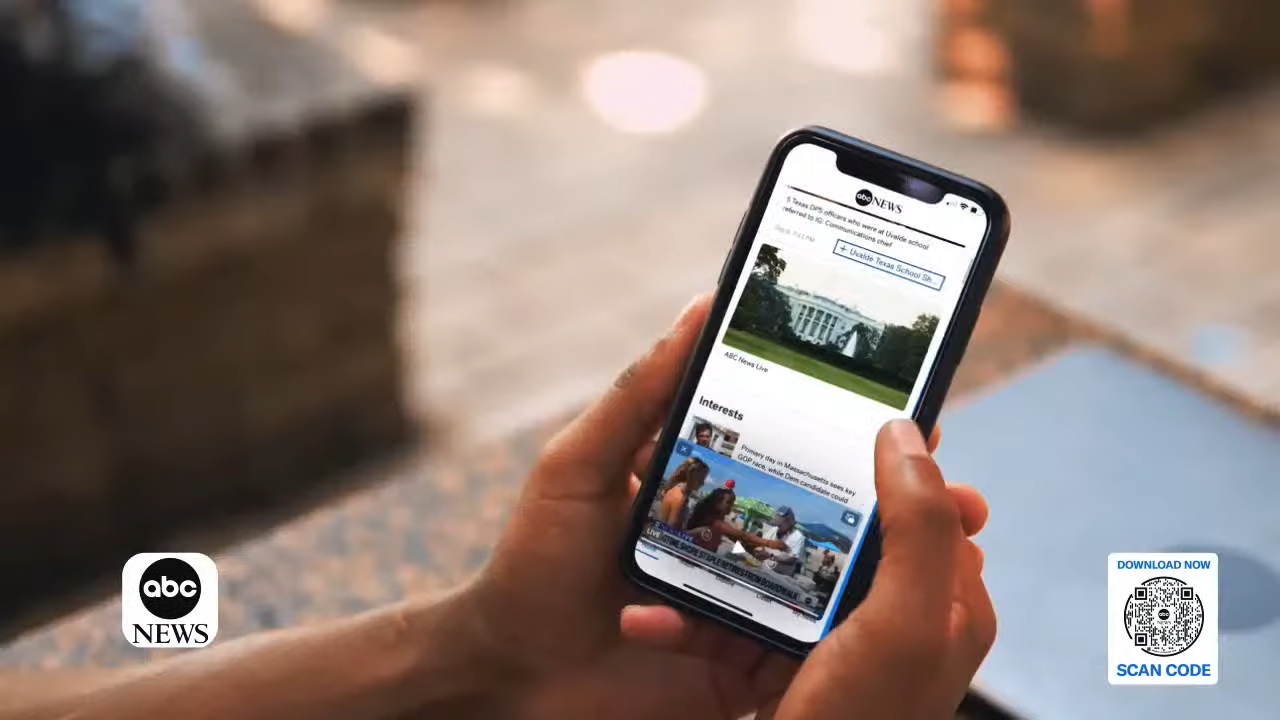 abc NEWS
5 Texas DPS officers who were at Uvalde school
referred to IG: Communications chief
+ Uvalde Texas School Sh...
ABC News Live
Interests
Primary day in Massachusetts sees key
GOP race, while Dem candidate could
LIVE
abc
NEWS
DOWNLOAD NOW
SCAN CODE